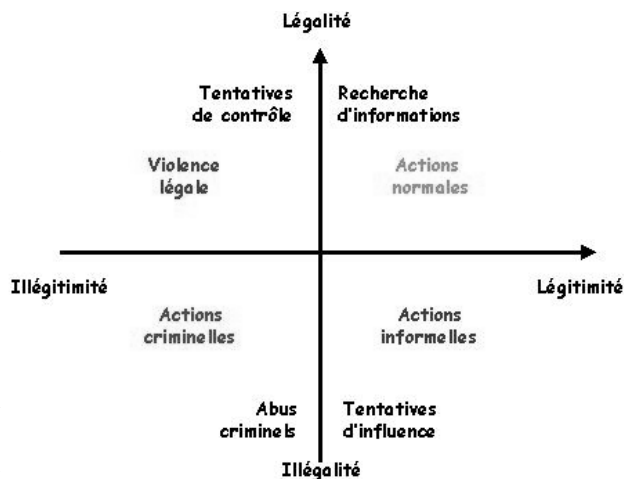 Légalité
Tentatives
de contrôle
Recherche
d'informations
Violence
légale
Actions
normales
Illégitimité
Légitimité
Actions
criminelles
Actions
informelles
Abus
criminels
Tentatives
d'influence
Illégalité